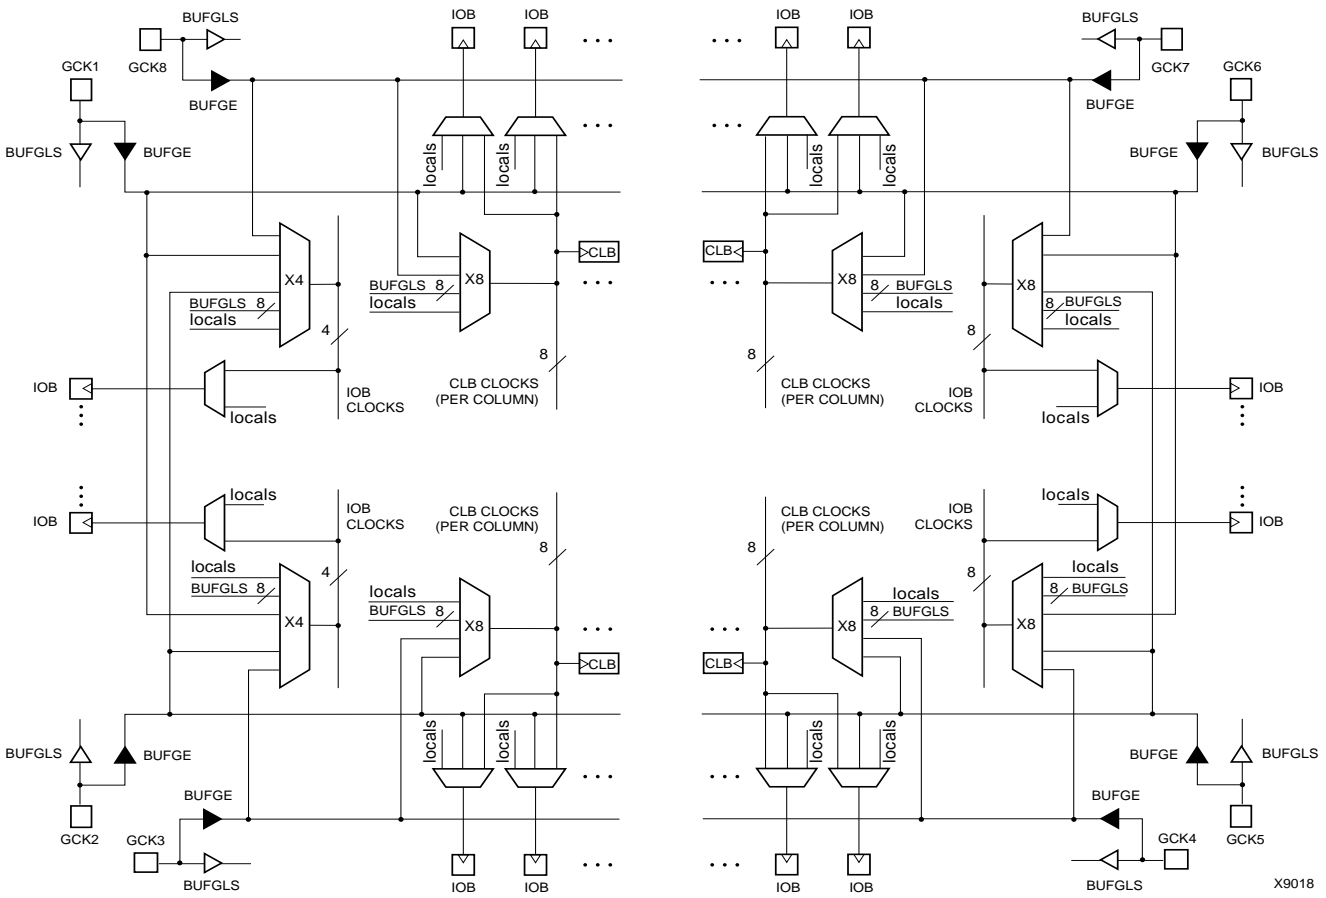 BUFGLS
IOB
IOB
IOB
IOB
BUFGLS
GCK8
GCK7
GCK1
GCK6
BUFGE
BUFGE
BUFGLS
BUFGE
locals
locals
locals
locals
BUFGE
BUFGLS
CLB
CLB
X4
X8
X8
X8
BUFGLS 8
locals
BUFGLS 8
locals
8 BUFGLS
locals
8 BUFGLS
locals
4
8
8
8
IOB
IOB
CLOCKS
CLB CLOCKS
(PER COLUMN)
CLB CLOCKS
(PER COLUMN)
IOB
CLOCKS
IOB
locals
locals
IOB
locals
IOB
CLOCKS
CLB CLOCKS
(PER COLUMN)
CLB CLOCKS
(PER COLUMN)
IOB
CLOCKS
locals
IOB
8
8
4
8
locals
BUFGLS 8
locals
BUFGLS 8
locals
8 BUFGLS
locals
8 BUFGLS
X4
X8
X8
X8
CLB
CLB
BUFGLS
BUFGE
locals
locals
locals
locals
BUFGE
BUFGLS
BUFGE
BUFGE
GCK2
GCK3
GCK4
GCK5
BUFGLS
IOB
IOB
IOB
IOB
BUFGLS
X9018